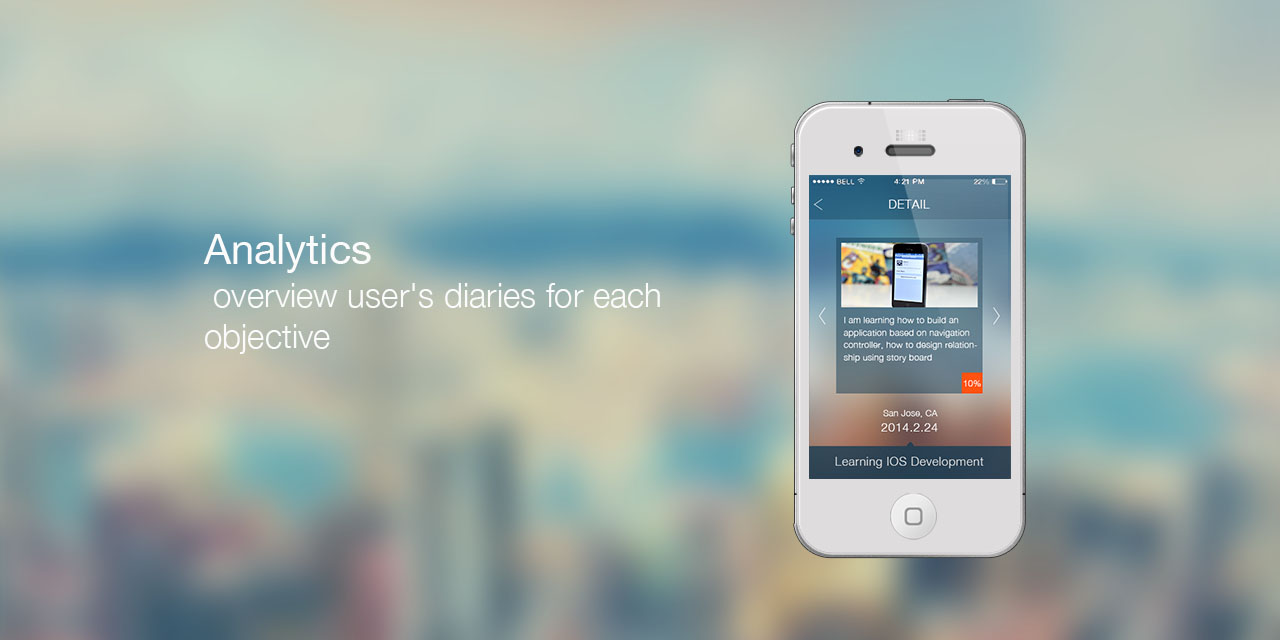 Analytics
overview user's diaries for each
objective
BELL 4:21 PM 22%
DETAIL
I am learning how to build an
application based on navigation
controller, how to design relation-
ship using story board
10%
San Jose, CA
2014.2.24
Learning IOS Development